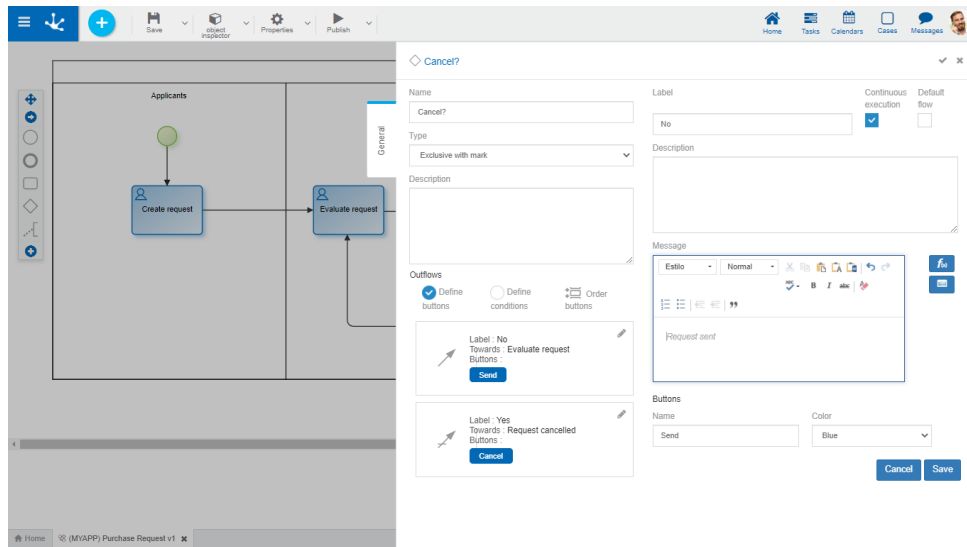 Save
object
inspector
Properties
Publish
Home
Tasks
Calendars
Cases
Messages
Applicants
Create request
Evaluate request
General
Cancel?
Name
Cancel?
Type
Exclusive with mark
Description
Outflows
Define
buttons
Define
conditions
Order
buttons
Label : No
Towards : Evaluate request
Buttons :
Send
Label : Yes
Towards : Request cancelled
Buttons :
Cancel
Label
Continuous
execution
Default
flow
No
Description
Message
Estilo
Normal
ABC
B I abc
Request sent
f(x)
Buttons
Name
Color
Send
Blue
Cancel
Save
Home
(MYAPP) Purchase Request v1